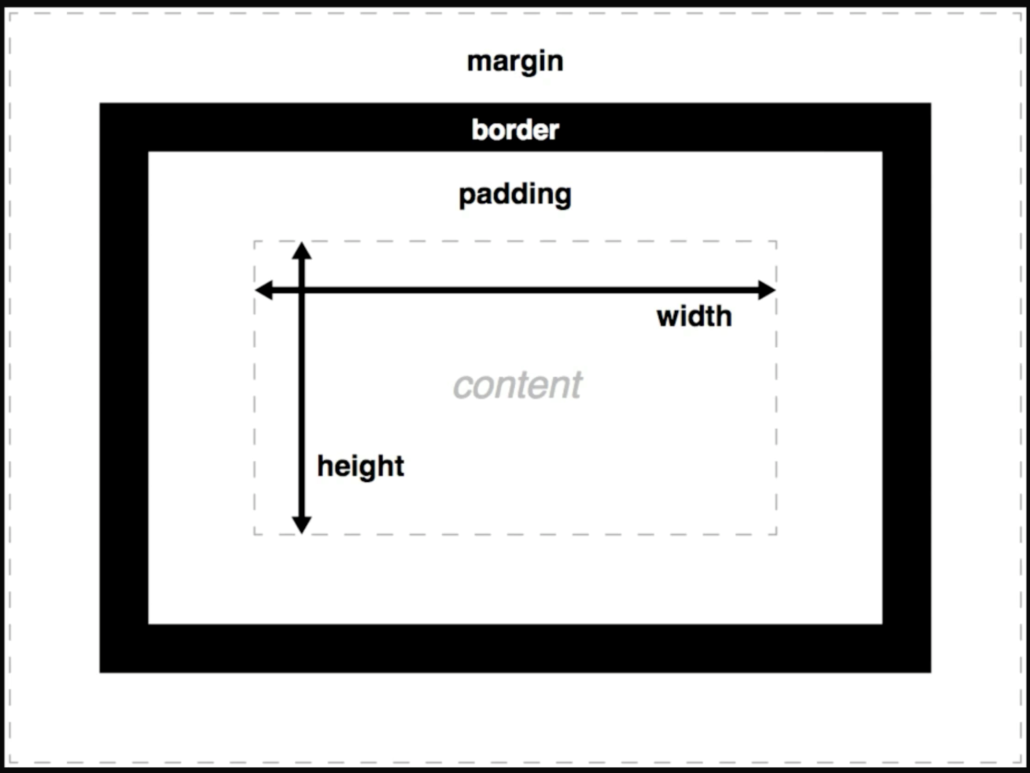 margin
border
padding
width
content
height